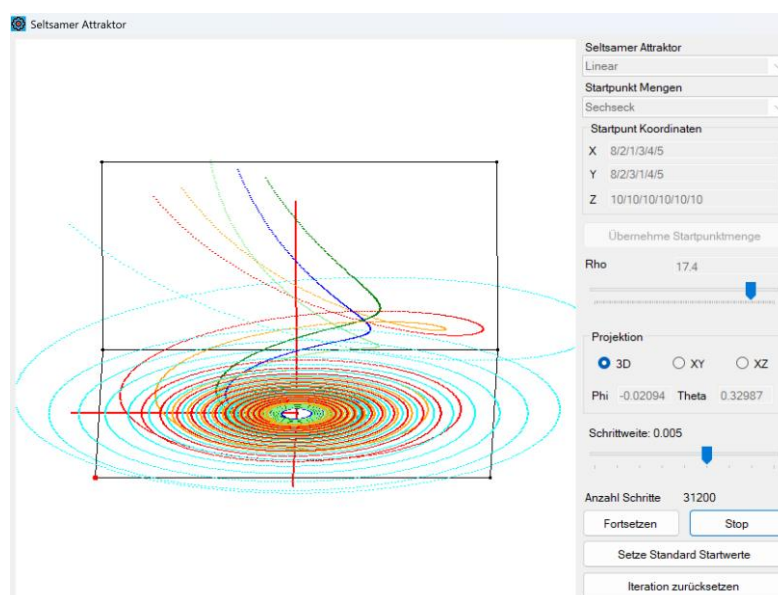 Seltsamer Attraktor
Seltsamer Attraktor
Linear
Startpunkt Mengen
Sechseck
Startpunt Koordinaten
X 8/2/1/3/4/5
Y 8/2/3/1/4/5
Z 10/10/10/10/10/10
Übernehme Startpunktmenge
Rho 17.4
Projektion
3D XY XZ
Phi -0.02094 Theta 0.32987
Schrittweite: 0.005
Anzahl Schritte 31200
Fortsetzen Stop
Setze Standard Startwerte
Iteration zurücksetzen